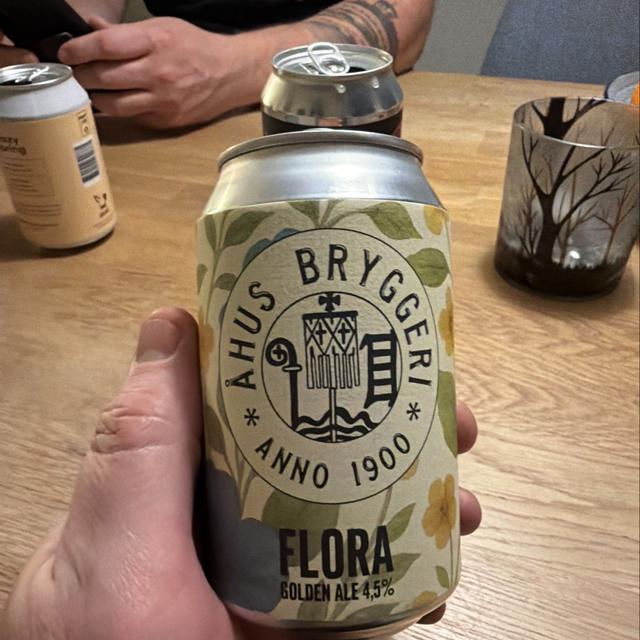 ÅHUS BRYGGERI
* ANNO 1900 *
FLORA
GOLDEN ALE 4,5%